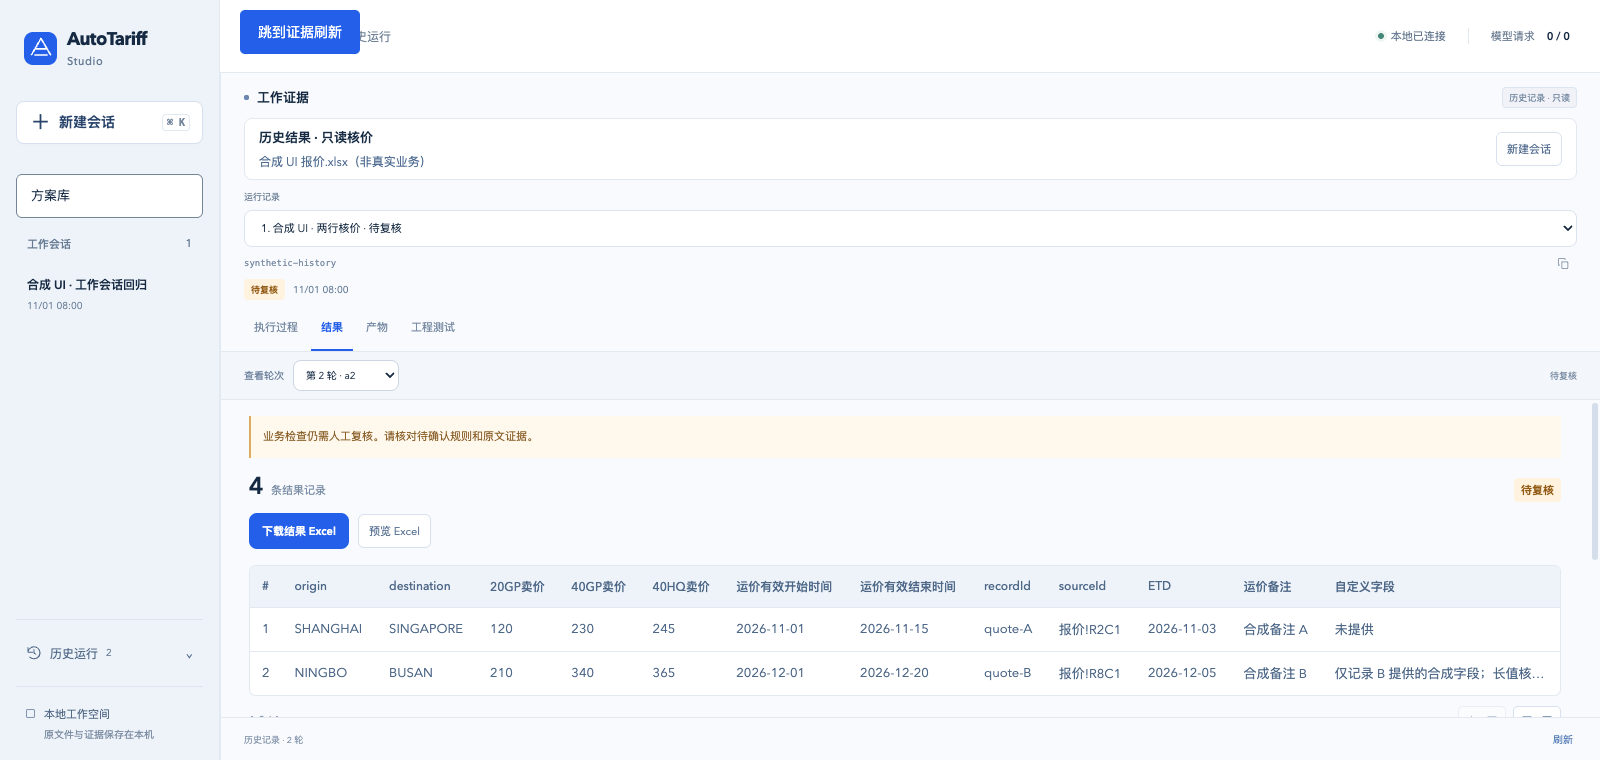 AutoTariff
Studio
新建会话
⌘ K
方案库
工作会话
1
合成 UI · 工作会话回归
11/01 08:00
历史运行 2
本地工作空间
原文件与证据保存在本机
跳到证据刷新
史运行
本地已连接
模型请求 0 / 0
工作证据
历史记录 · 只读
历史结果 · 只读核价
合成 UI 报价.xlsx（非真实业务）
新建会话
运行记录
1. 合成 UI · 两行核价 · 待复核
synthetic-history
待复核 11/01 08:00
执行过程 结果 产物 工程测试
查看轮次 第 2 轮 · a2 待复核
业务检查仍需人工复核。请核对待确认规则和原文证据。
4 条结果记录 待复核
下载结果 Excel 预览 Excel
# origin destination 20GP卖价 40GP卖价 40HQ卖价 运价有效开始时间 运价有效结束时间 recordId sourceId ETD 运价备注 自定义字段
1 SHANGHAI SINGAPORE 120 230 245 2026-11-01 2026-11-15 quote-A 报价!R2C1 2026-11-03 合成备注 A 未提供
2 NINGBO BUSAN 210 340 365 2026-12-01 2026-12-20 quote-B 报价!R8C1 2026-12-05 合成备注 B 仅记录 B 提供的合成字段；长值核…
历史记录 · 2 轮 刷新